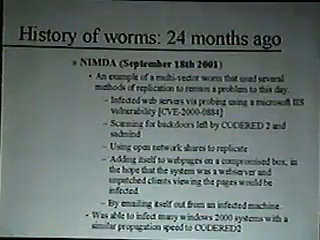 History of worms: 24 months ago
NIMDA (September 18th 2001)
An example of a multi-vector worm that used several
methods of replication to remain a problem to this day.
Infected web servers via probing using a microsoft IIS
vulnerability [CVE-2000-0884]
Scanning for backdoors left by CODERED 2 and
sadmind
Using open network shares to replicate
Adding itself to webpages on a compromised box, in
the hope that the system was a webserver and
unpatched clients viewing the pages would be
infected.
By emailing itself out from an infected machine.
Was able to infect many windows 2000 systems with a
similar propagation speed to CODERED2